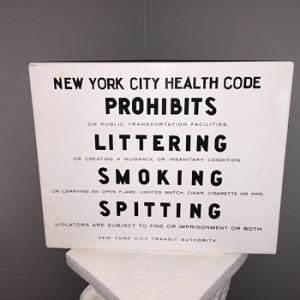 NEW YORK CITY HEALTH CODE
PROHIBITS
ON PUBLIC TRANSPORTATION FACILITIES
LITTERING
OR CREATING A NUISANCE OR INSANITARY CONDITION,
SMOKING
OR CARRYING AN OPEN FLAME, LIGHTED MATCH, CIGAR, CIGARETTE OR PIPE,
SPITTING
VIOLATORS ARE SUBJECT TO FINE OR IMPRISONMENT OR BOTH
NEW YORK CITY TRANSIT AUTHORITY